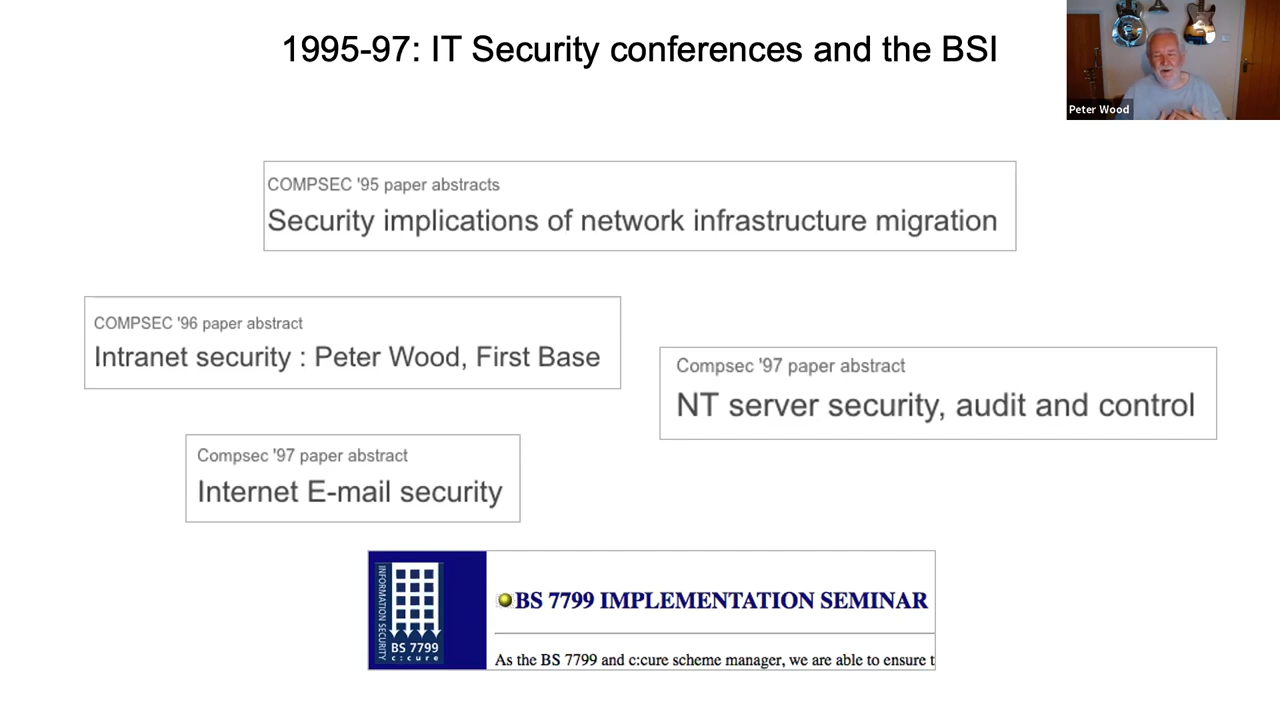 1995-97: IT Security conferences and the BSI
Peter Wood
COMPSEC '95 paper abstracts
Security implications of network infrastructure migration
COMPSEC '96 paper abstract
Intranet security : Peter Wood, First Base
Compsec '97 paper abstract
NT server security, audit and control
Compsec '97 paper abstract
Internet E-mail security
INFORMATION SECURITY
BS 7799
c:cure
BS 7799 IMPLEMENTATION SEMINAR
As the BS 7799 and c:cure scheme manager, we are able to ensure t